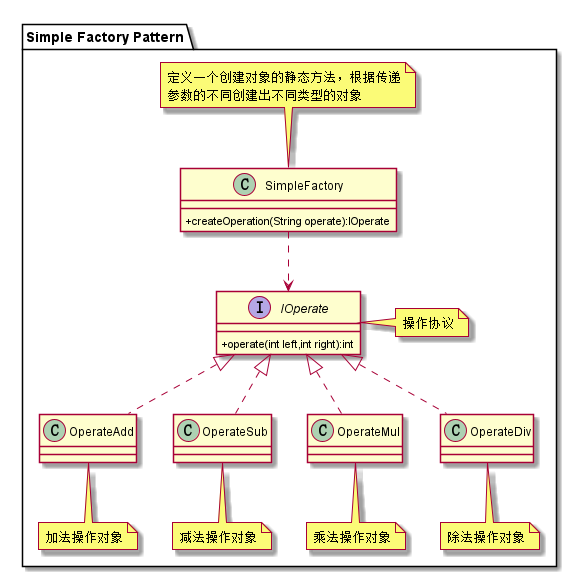 Simple Factory Pattern
定义一个创建对象的静态方法，根据传递
参数的不同创建出不同类型的对象
C SimpleFactory
+createOperation(String operate):IOperate
I IOperate
操作协议
+operate(int left,int right):int
C OperateAdd
C OperateSub
C OperateMul
C OperateDiv
加法操作对象
减法操作对象
乘法操作对象
除法操作对象